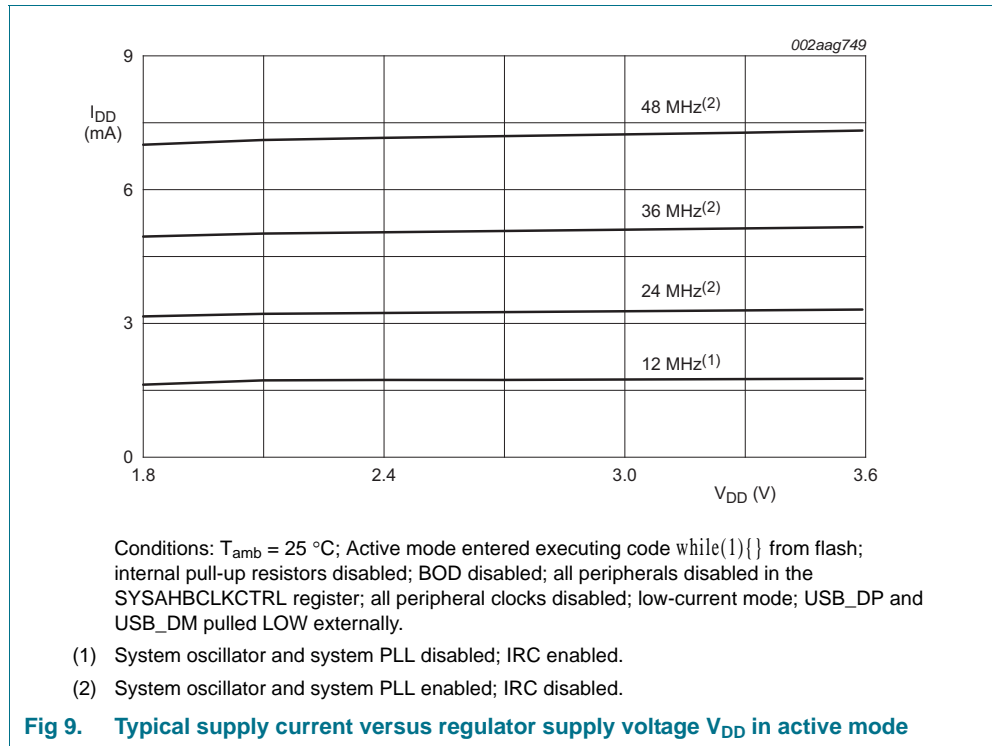 002aag749
9
I_DD
(mA)
48 MHz(2)
6
36 MHz(2)
24 MHz(2)
3
12 MHz(1)
0
1.8 2.4 3.0 3.6
V_DD (V)
Conditions: T_amb = 25 °C; Active mode entered executing code while(1){} from flash;
internal pull-up resistors disabled; BOD disabled; all peripherals disabled in the
SYSAHBCLKCTRL register; all peripheral clocks disabled; low-current mode; USB_DP and
USB_DM pulled LOW externally.
(1) System oscillator and system PLL disabled; IRC enabled.
(2) System oscillator and system PLL enabled; IRC disabled.
Fig 9. Typical supply current versus regulator supply voltage V_DD in active mode